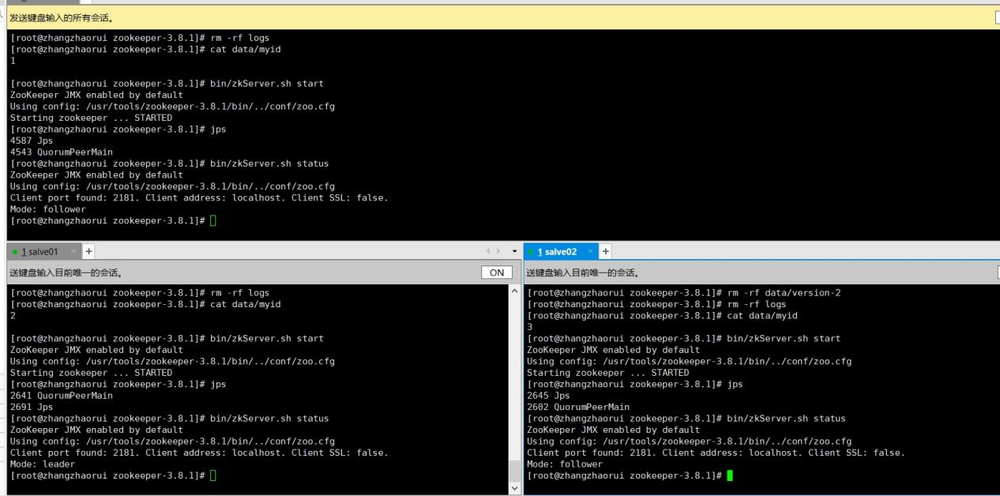 发送键盘输入的所有会话。
[root@zhangzhaorui zookeeper-3.8.1]# rm -rf logs
[root@zhangzhaorui zookeeper-3.8.1]# cat data/myid
1
[root@zhangzhaorui zookeeper-3.8.1]# bin/zkServer.sh start
ZooKeeper JMX enabled by default
Using config: /usr/tools/zookeeper-3.8.1/bin/../conf/zoo.cfg
Starting zookeeper ... STARTED
[root@zhangzhaorui zookeeper-3.8.1]# jps
4587 Jps
4543 QuorumPeerMain
[root@zhangzhaorui zookeeper-3.8.1]# bin/zkServer.sh status
ZooKeeper JMX enabled by default
Using config: /usr/tools/zookeeper-3.8.1/bin/../conf/zoo.cfg
Client port found: 2181. Client address: localhost. Client SSL: false.
Mode: follower
[root@zhangzhaorui zookeeper-3.8.1]#
1 salve01
送键盘输入目前唯一的会话。 ON
[root@zhangzhaorui zookeeper-3.8.1]# rm -rf logs
[root@zhangzhaorui zookeeper-3.8.1]# cat data/myid
2
[root@zhangzhaorui zookeeper-3.8.1]# bin/zkServer.sh start
ZooKeeper JMX enabled by default
Using config: /usr/tools/zookeeper-3.8.1/bin/../conf/zoo.cfg
Starting zookeeper ... STARTED
[root@zhangzhaorui zookeeper-3.8.1]# jps
2641 QuorumPeerMain
2691 Jps
[root@zhangzhaorui zookeeper-3.8.1]# bin/zkServer.sh status
ZooKeeper JMX enabled by default
Using config: /usr/tools/zookeeper-3.8.1/bin/../conf/zoo.cfg
Client port found: 2181. Client address: localhost. Client SSL: false.
Mode: leader
[root@zhangzhaorui zookeeper-3.8.1]#
1 salve02
送键盘输入目前唯一的会话。
[root@zhangzhaorui zookeeper-3.8.1]# rm -rf data/version-2
[root@zhangzhaorui zookeeper-3.8.1]# rm -rf logs
[root@zhangzhaorui zookeeper-3.8.1]# cat data/myid
3
[root@zhangzhaorui zookeeper-3.8.1]# bin/zkServer.sh start
ZooKeeper JMX enabled by default
Using config: /usr/tools/zookeeper-3.8.1/bin/../conf/zoo.cfg
Starting zookeeper ... STARTED
[root@zhangzhaorui zookeeper-3.8.1]# jps
2645 Jps
2602 QuorumPeerMain
[root@zhangzhaorui zookeeper-3.8.1]# bin/zkServer.sh status
ZooKeeper JMX enabled by default
Using config: /usr/tools/zookeeper-3.8.1/bin/../conf/zoo.cfg
Client port found: 2181. Client address: localhost. Client SSL: false.
Mode: follower
[root@zhangzhaorui zookeeper-3.8.1]#